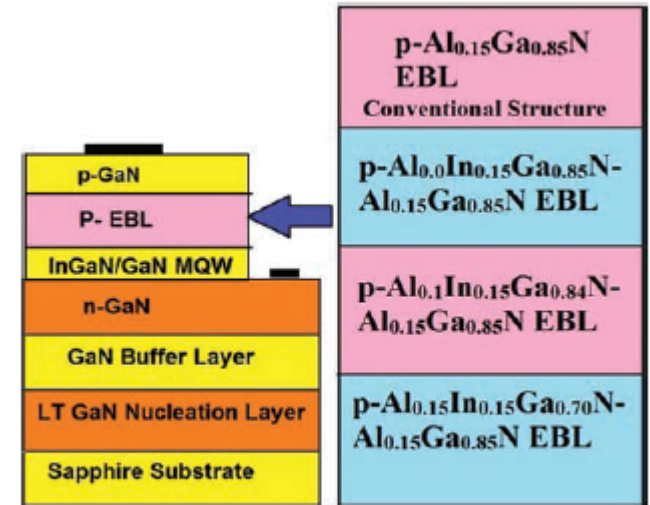 p-GaN
P- EBL
InGaN/GaN MQW
n-GaN
GaN Buffer Layer
LT GaN Nucleation Layer
Sapphire Substrate
p-Al₀.₁₅Ga₀.₈₅N
EBL
Conventional Structure
p-Al₀.₀In₀.₁₅Ga₀.₈₅N-
Al₀.₁₅Ga₀.₈₅N EBL
p-Al₀.₁In₀.₁₅Ga₀.₈₄N-
Al₀.₁₅Ga₀.₈₅N EBL
p-Al₀.₁₅In₀.₁₅Ga₀.₇₀N-
Al₀.₁₅Ga₀.₈₅N EBL